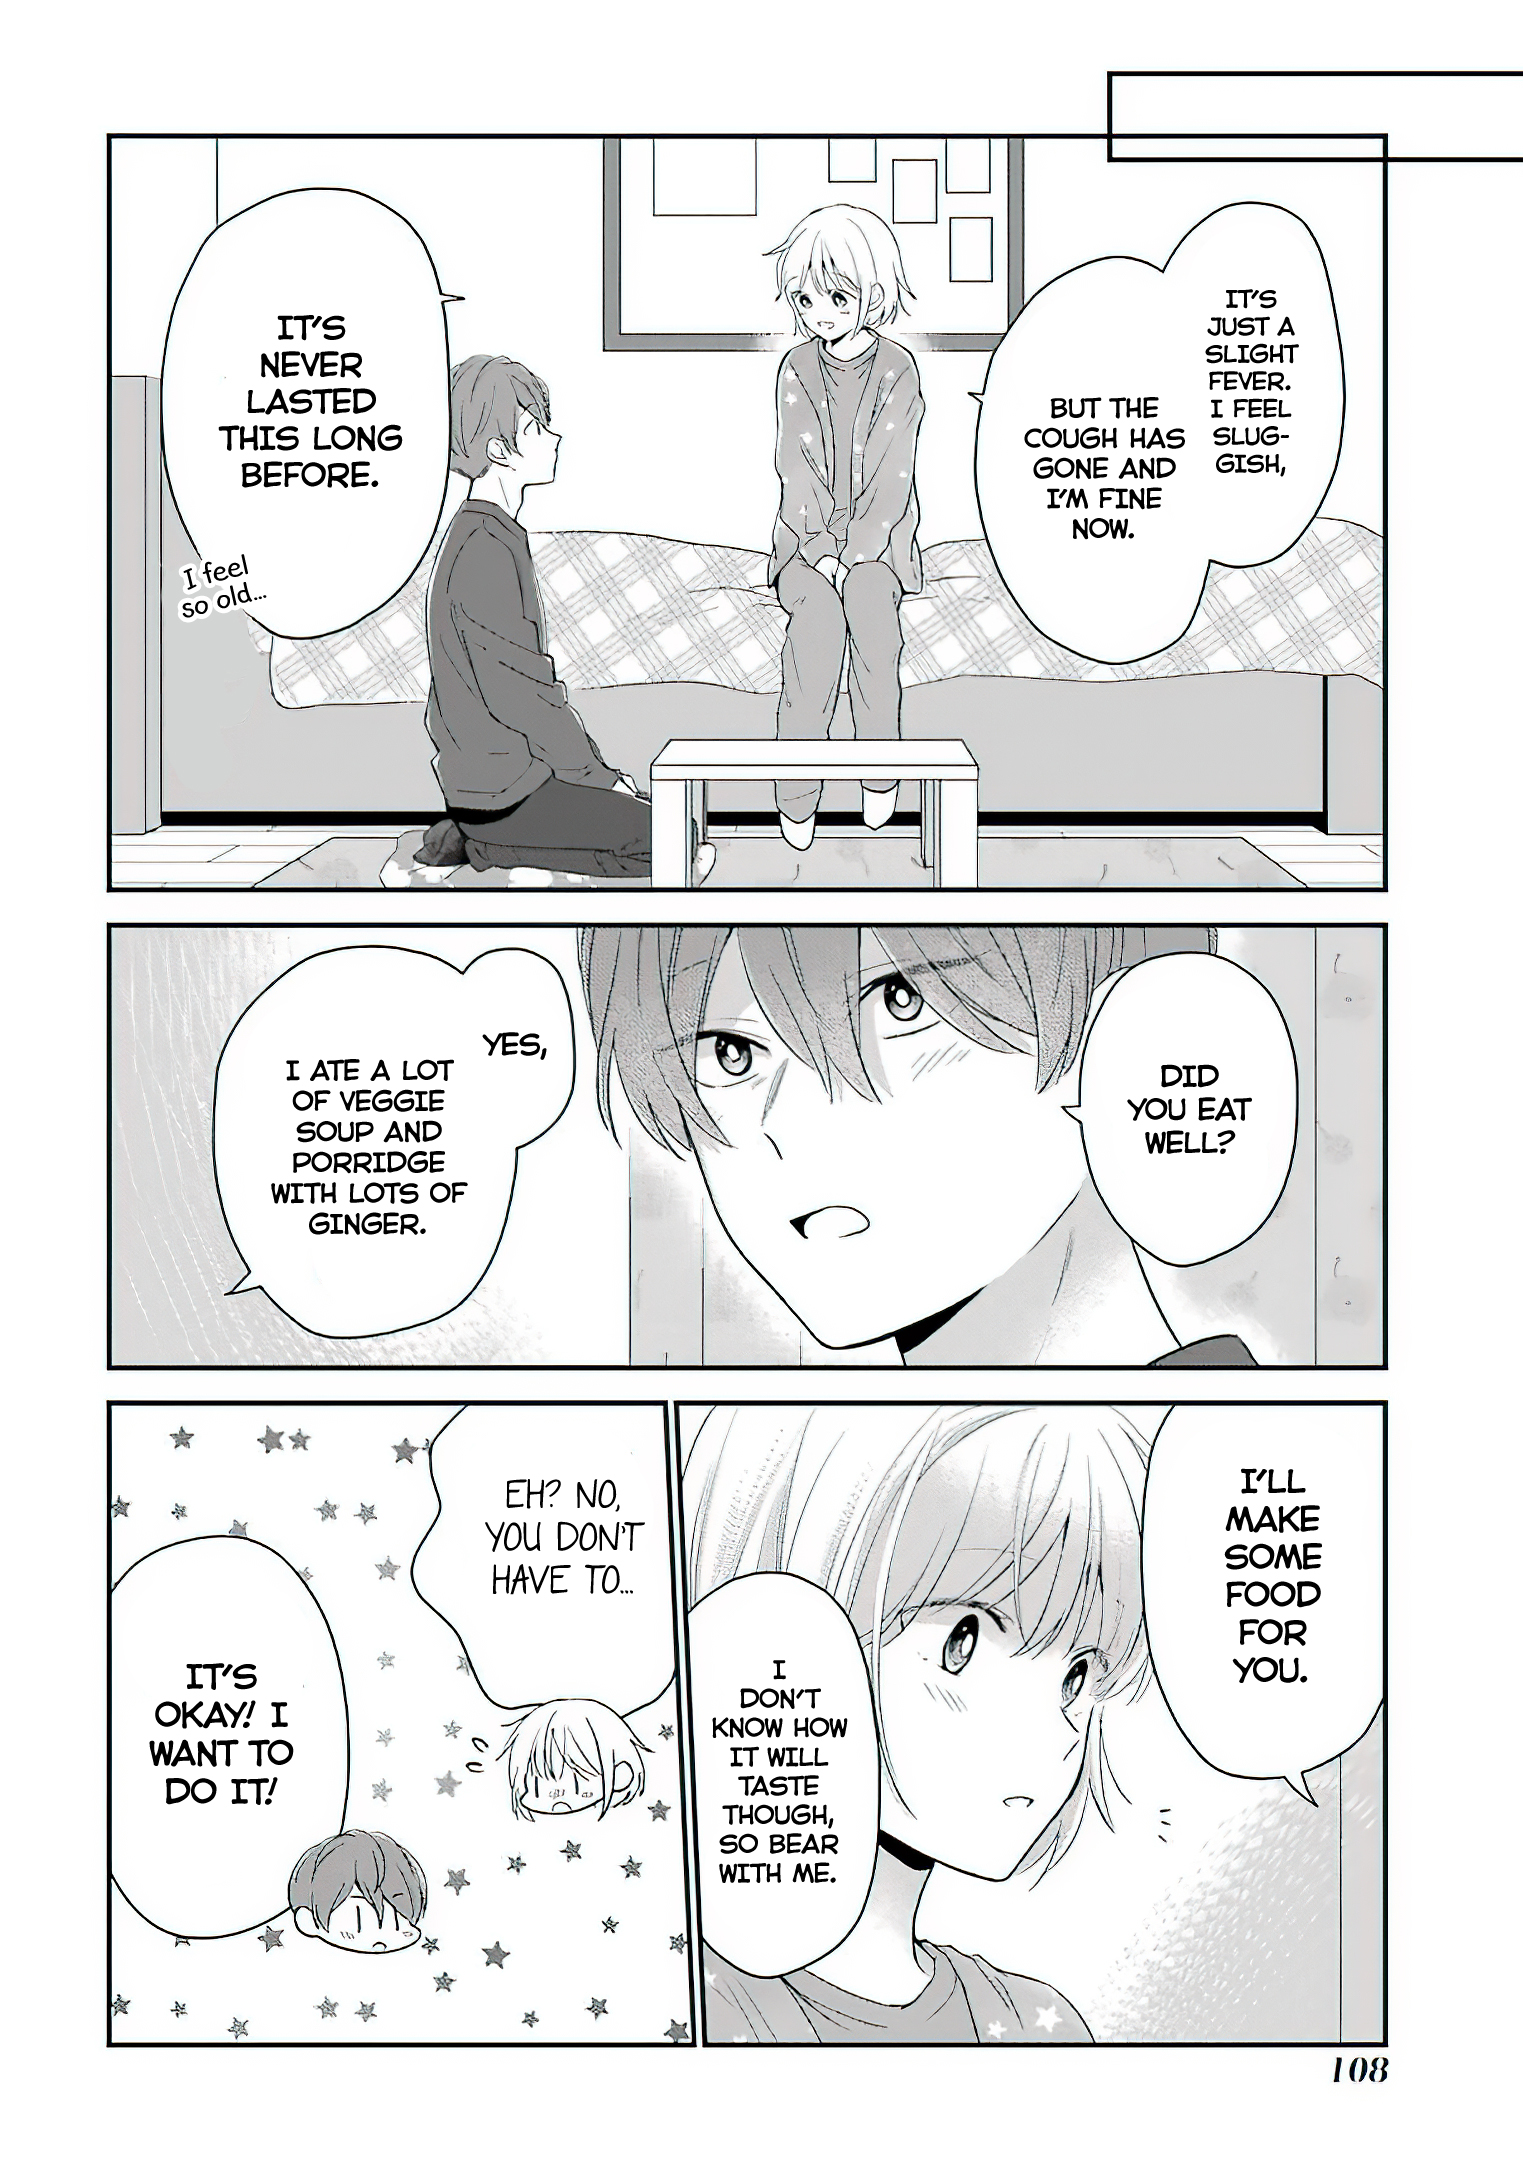 IT'S
JUST A
SLIGHT
FEVER.
I FEEL
SLUG-
GISH,
BUT THE
COUGH HAS
GONE AND
I'M FINE
NOW.
IT'S
NEVER
LASTED
THIS LONG
BEFORE.
I feel
so old...
DID
YOU EAT
WELL?
YES,
I ATE A LOT
OF VEGGIE
SOUP AND
PORRIDGE
WITH LOTS OF
GINGER.
I'LL
MAKE
SOME
FOOD
FOR
YOU.
I
DON'T
KNOW HOW
IT WILL
TASTE
THOUGH,
SO BEAR
WITH ME.
EH? NO,
YOU DON'T
HAVE TO...
IT'S
OKAY! I
WANT TO
DO IT!
108